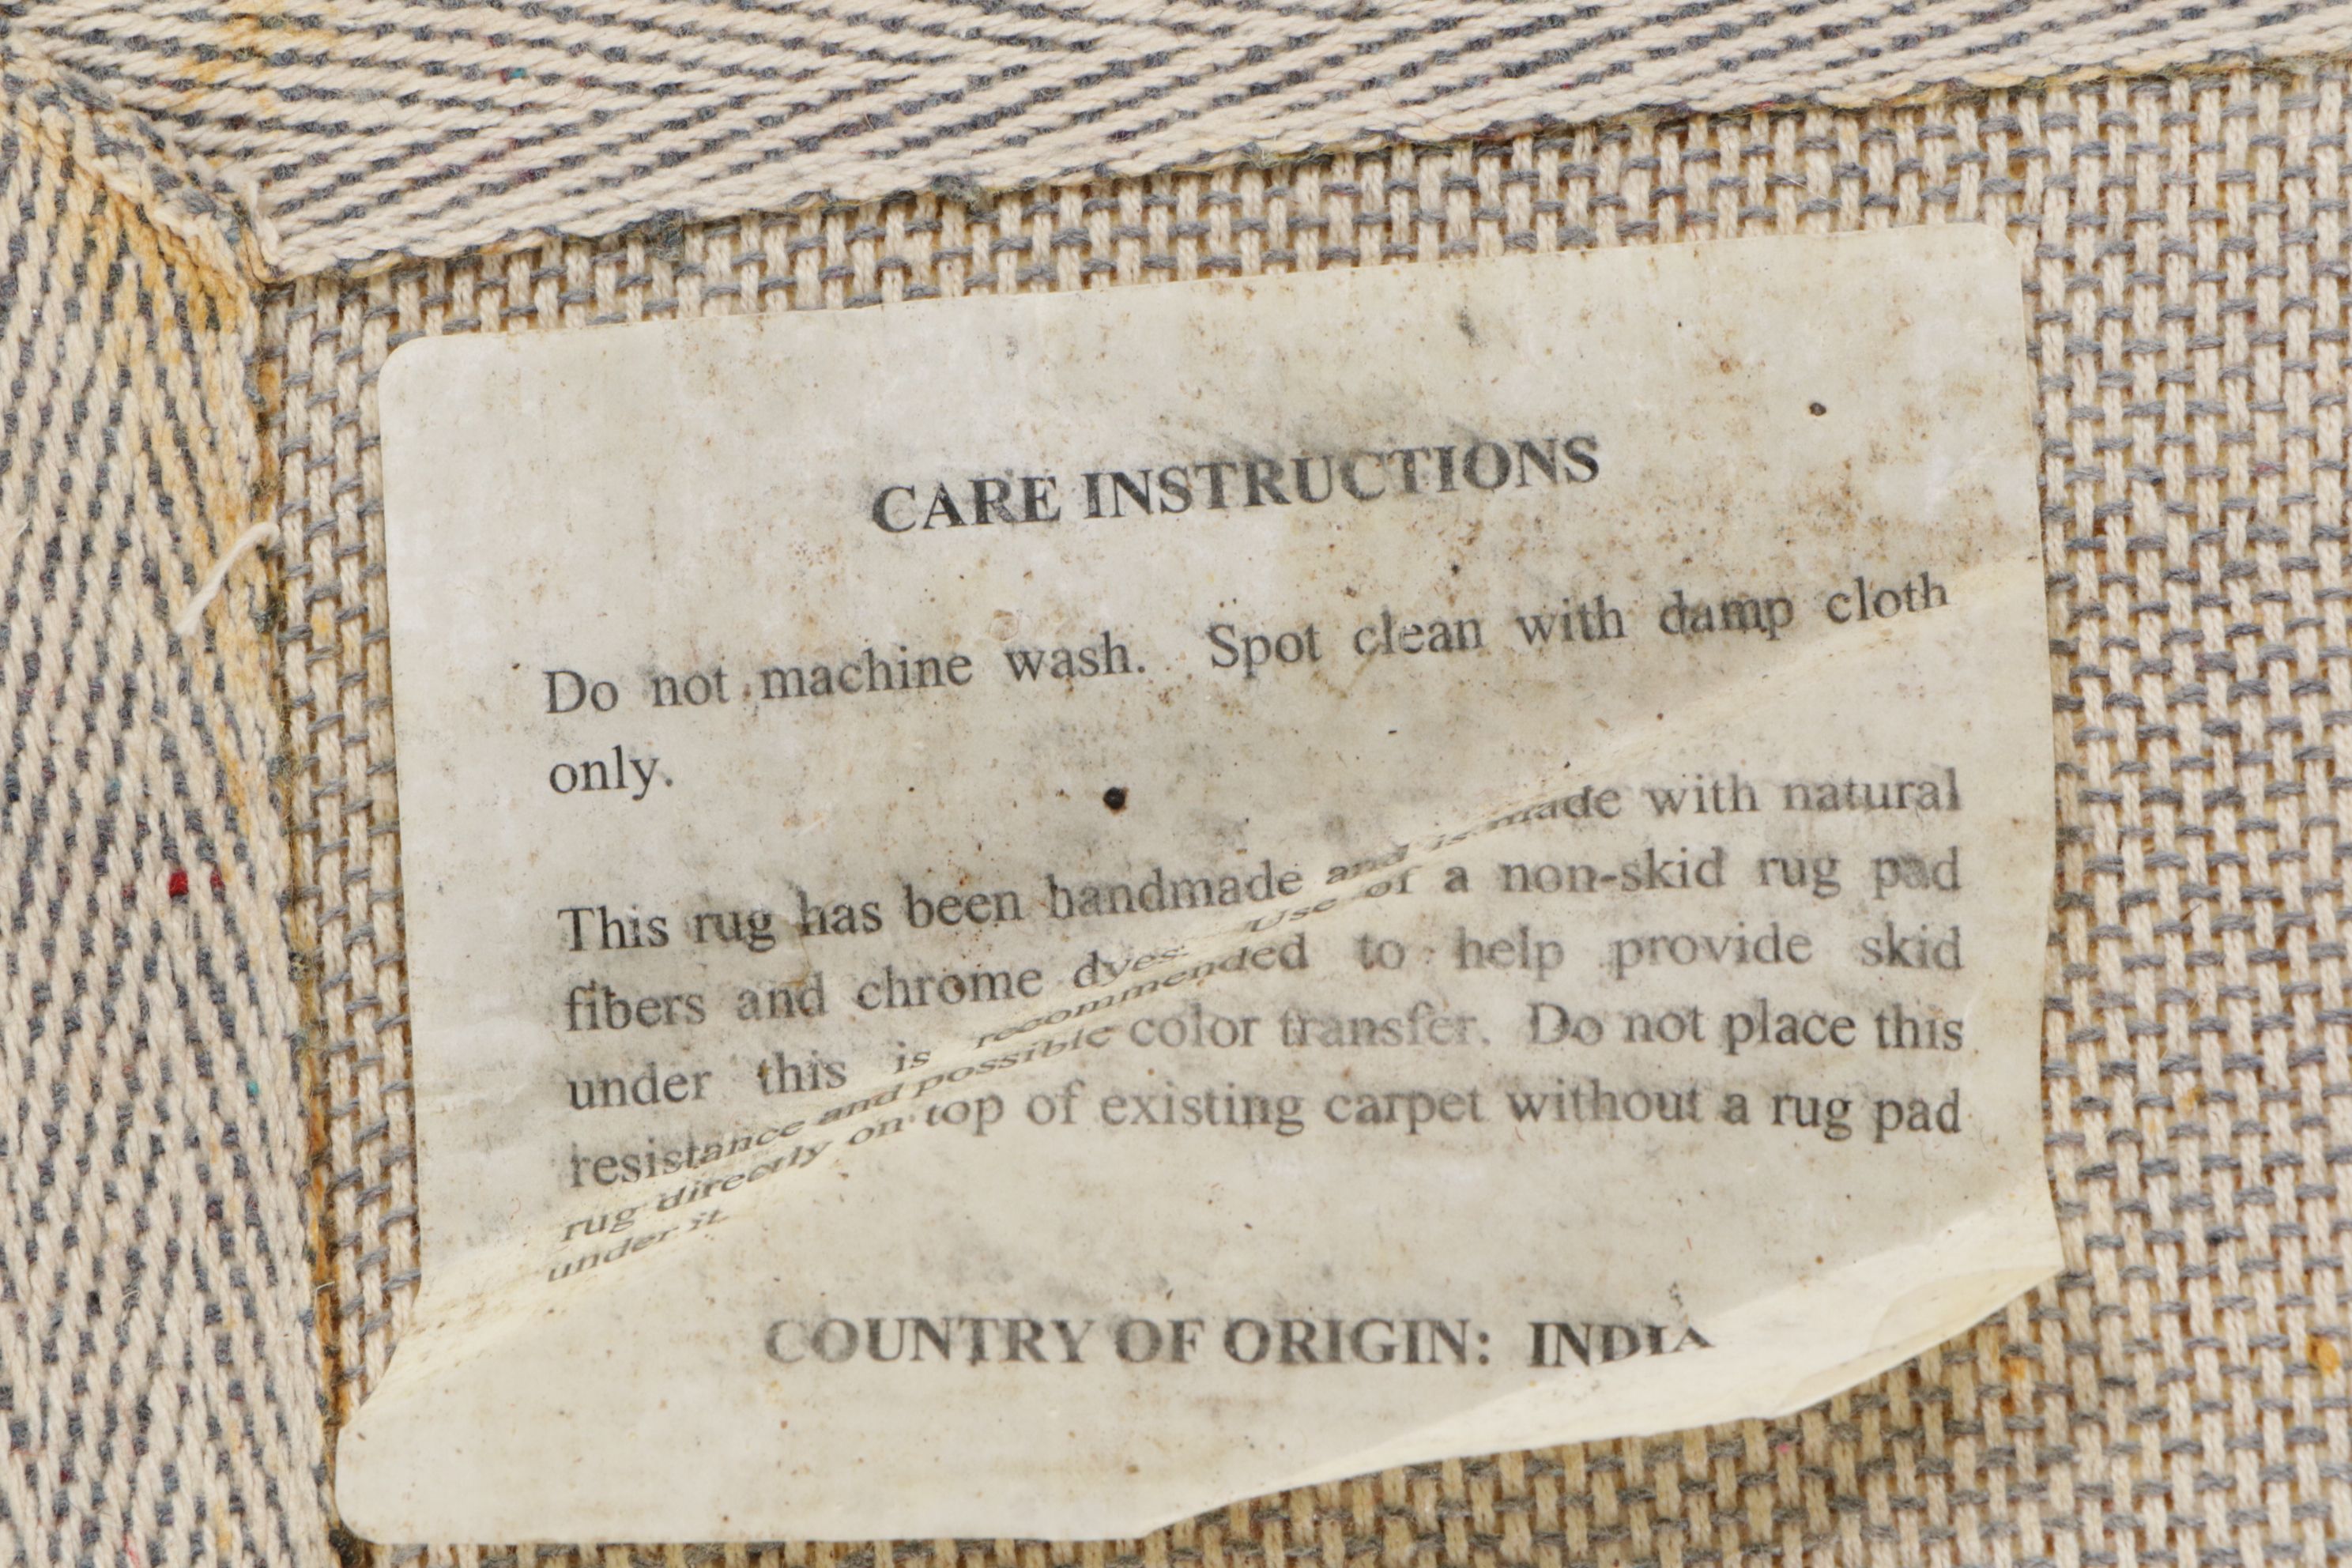 CARE INSTRUCTIONS
Do not machine wash. Spot clean with damp cloth
only.
This rug has been handmade and is made with natural
fibers and chrome dyes. Use of a non-skid rug pad
under this is recommended to help provide skid
resistance and possible color transfer. Do not place this
rug directly on top of existing carpet without a rug pad
under it
COUNTRY OF ORIGIN: INDIA